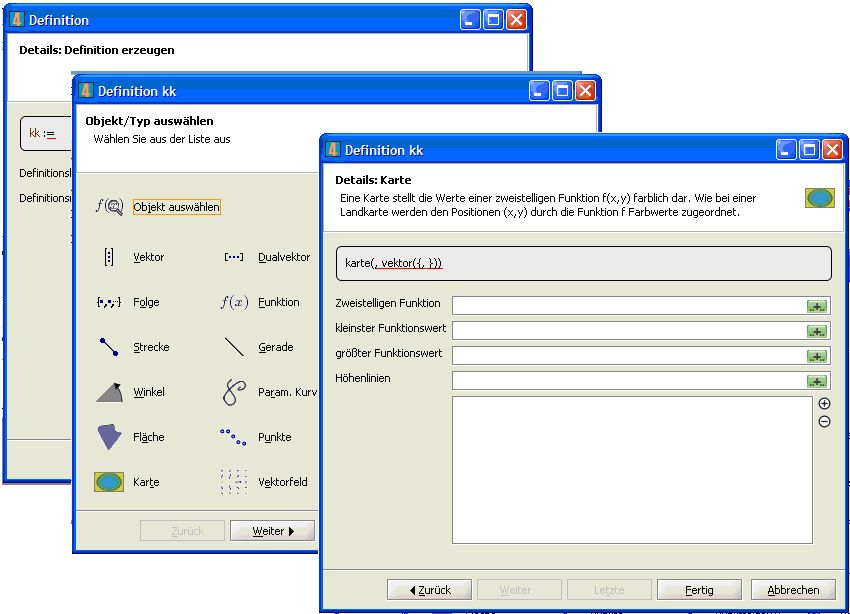 Definition
Details: Definition erzeugen
kk :=
Definition kk
Objekt/Typ auswählen
Wählen Sie aus der Liste aus
Objekt auswählen
Vektor
Dualvektor
Folge
f(x) Funktion
Strecke
Gerade
Winkel
Param. Kurv
Fläche
Punkte
Karte
Vektorfeld
Zurück
Weiter
Definition kk
Details: Karte
Eine Karte stellt die Werte einer zweistelligen Funktion f(x,y) farblich dar. Wie bei einer
Landkarte werden den Positionen (x,y) durch die Funktion f Farbwerte zugeordnet.
karte(, vektor({, }))
Zweistelligen Funktion
kleinster Funktionswert
größter Funktionswert
Höhenlinien
Zurück
Weiter
Letzte
Fertig
Abbrechen